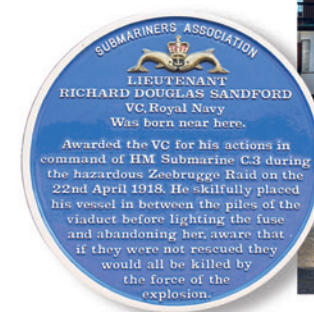 SUBMARINERS ASSOCIATION
LIEUTENANT
RICHARD DOUGLAS SANDFORD
VC, Royal Navy
Was born near here.
Awarded the VC for his actions in
command of HM Submarine C.3 during
the hazardous Zeebrugge Raid on the
22nd April 1918. He skilfully placed
his vessel in between the piles of the
viaduct before lighting the fuse
and abandoning her, aware that
if they were not rescued they
would all be killed by
the force of the
explosion.